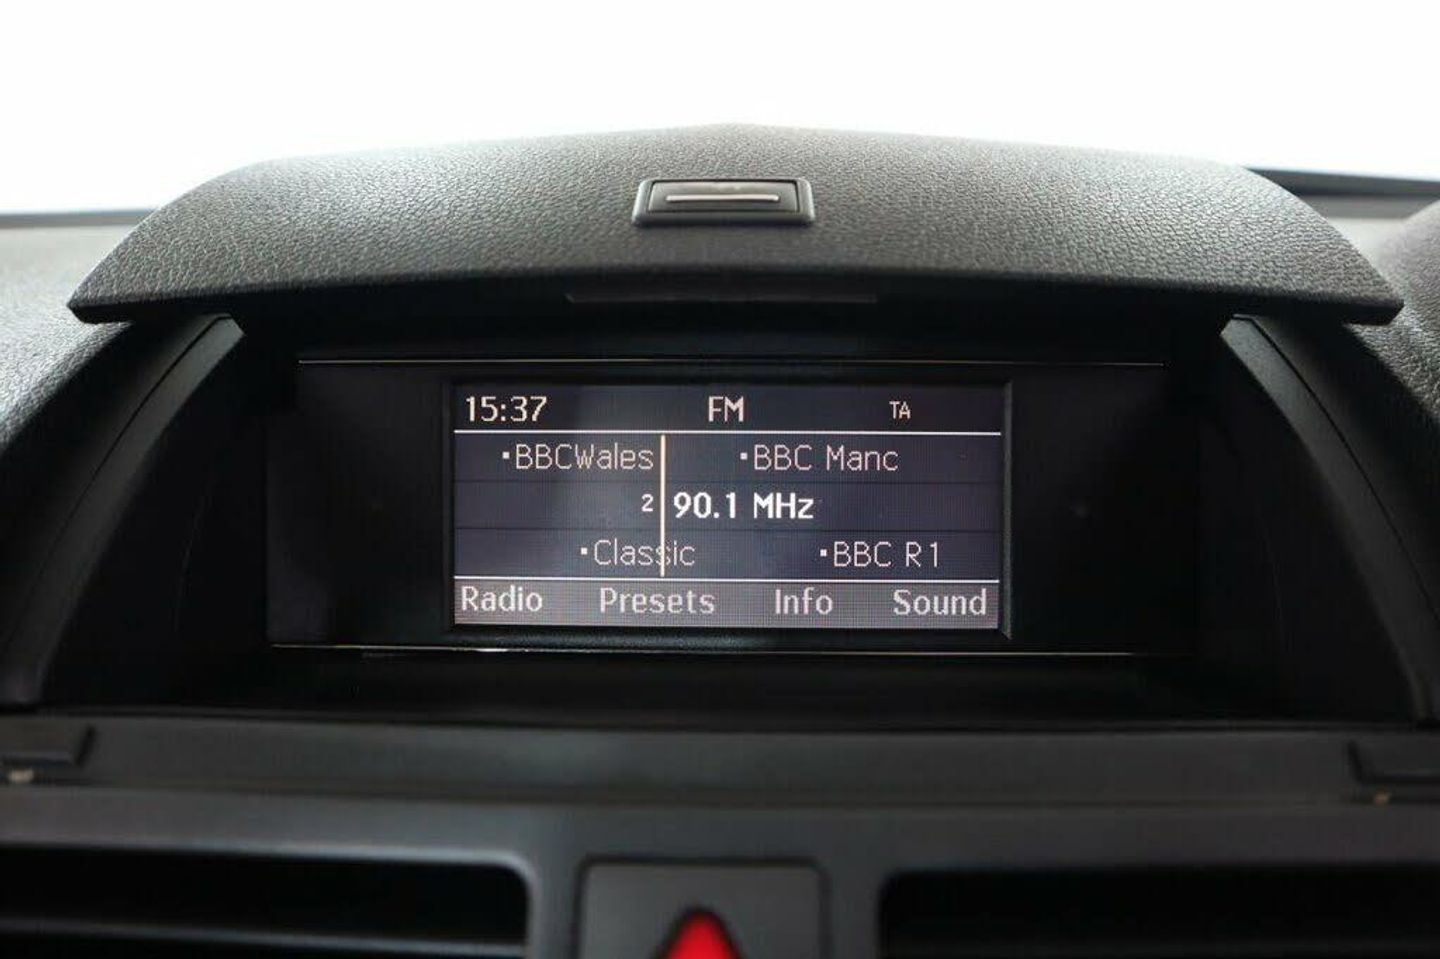 15:37 FM TA
•BBCWales •BBC Manc
2 90.1 MHz
•Classic •BBC R1
Radio Presets Info Sound